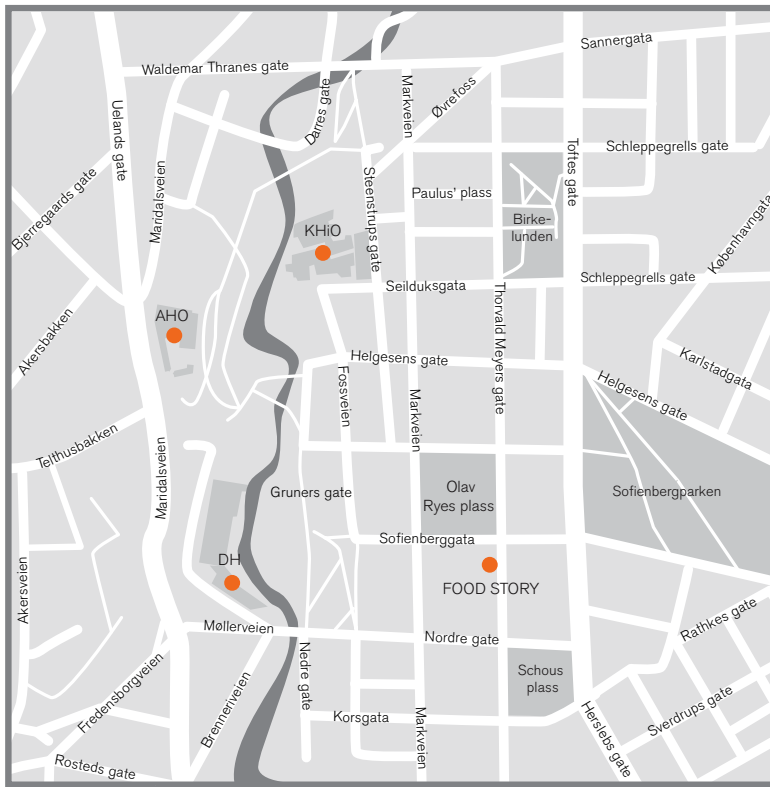 Sannergata
Waldemar Thranes gate
Øvrefoss
Darres gate
Markveien
Uelands gate
Toftes gate
Schleppegrells gate
Maridalsveien
Bjerregaards gate
Steenstrups gate
Paulus' plass
Københavngata
Birke-
lunden
KHiO
Schleppegrells gate
Seilduksgata
AHO
Akersbakken
Thorvald Meyers gate
Helgesens gate
Karlstadgata
Helgesens gate
Fossveien
Markveien
Telthusbakken
Maridalsveien
Gruners gate
Olav
Ryes plass
Sofienbergparken
Sofienberggata
DH
FOOD STORY
Akersveien
Møllerveien
Nordre gate
Rathkes gate
Nedre gate
Schous
plass
Fredensborgveien
Brenneriveien
Sverdrups gate
Korsgata
Markveien
Herslebs gate
Rosteds gate